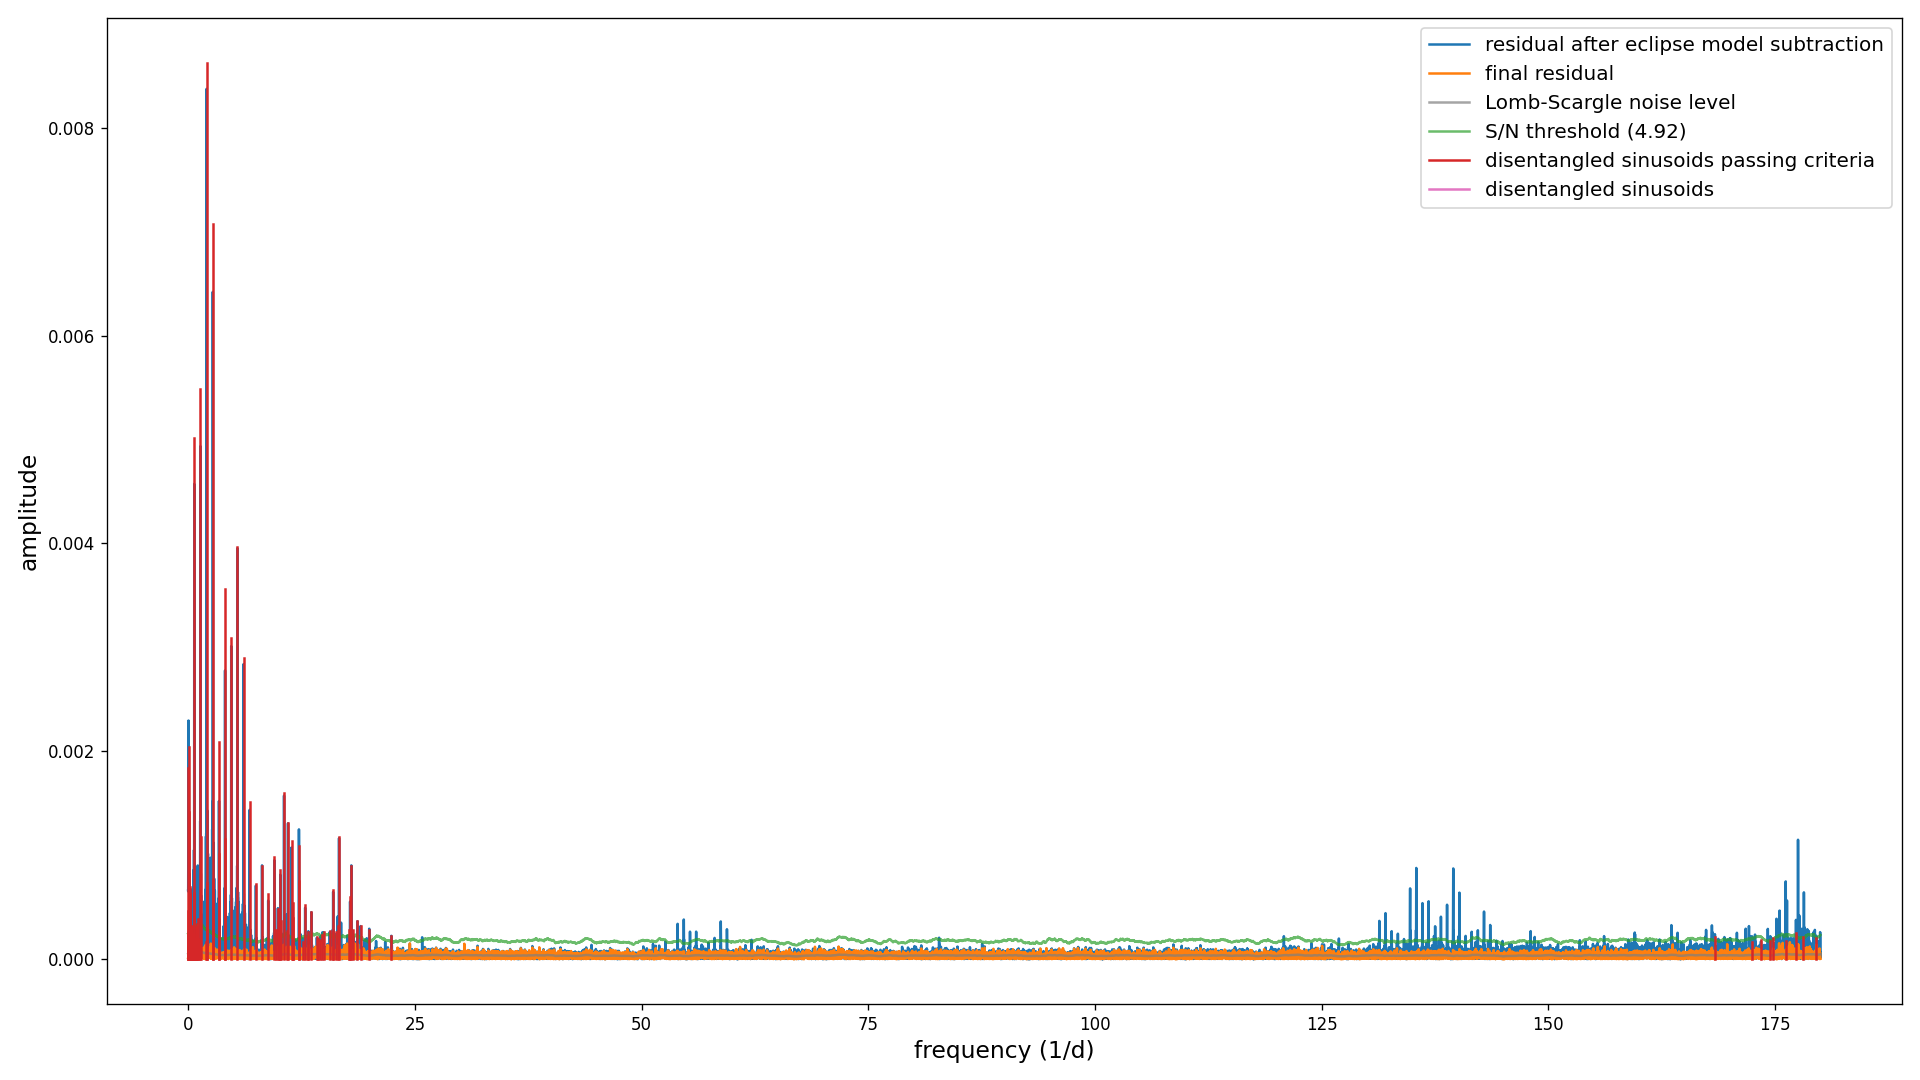 residual after eclipse model subtraction
final residual
Lomb-Scargle noise level
S/N threshold (4.92)
disentangled sinusoids passing criteria
disentangled sinusoids
amplitude
0.008
0.006
0.004
0.002
0.000
0 25 50 75 100 125 150 175
frequency (1/d)